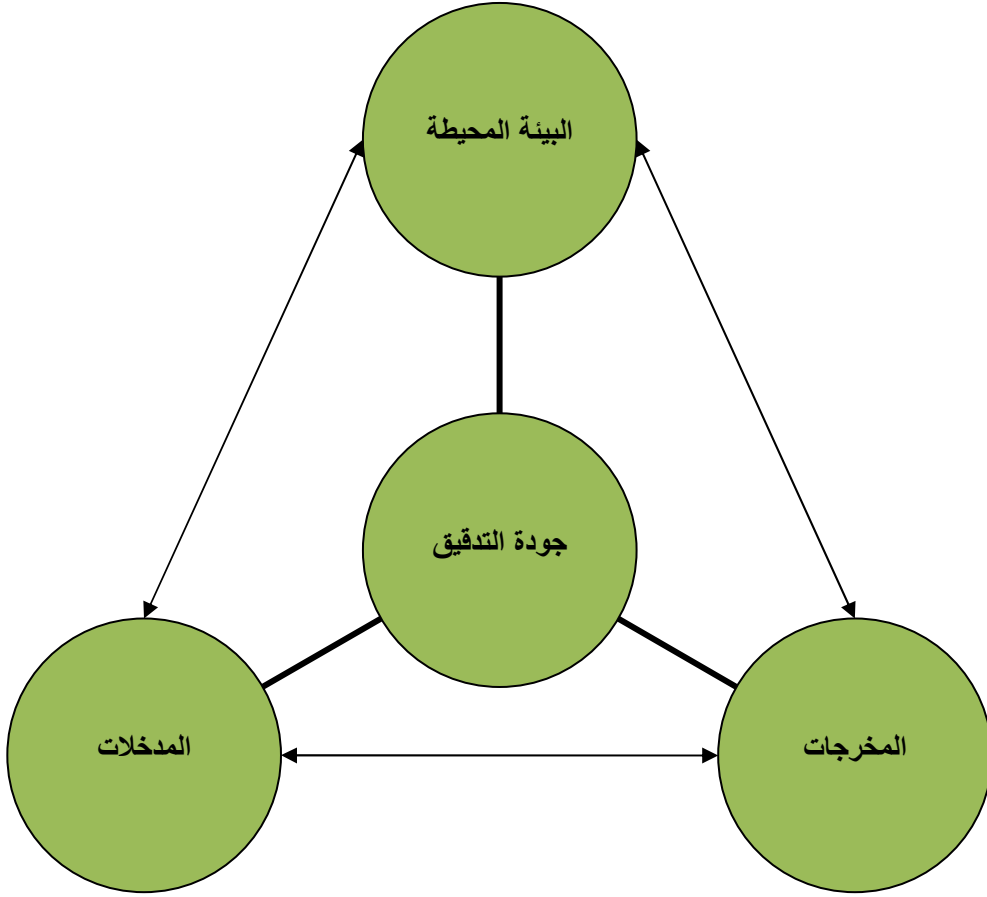 البيئة المحيطة
جودة التدقيق
المدخلات
المخرجات